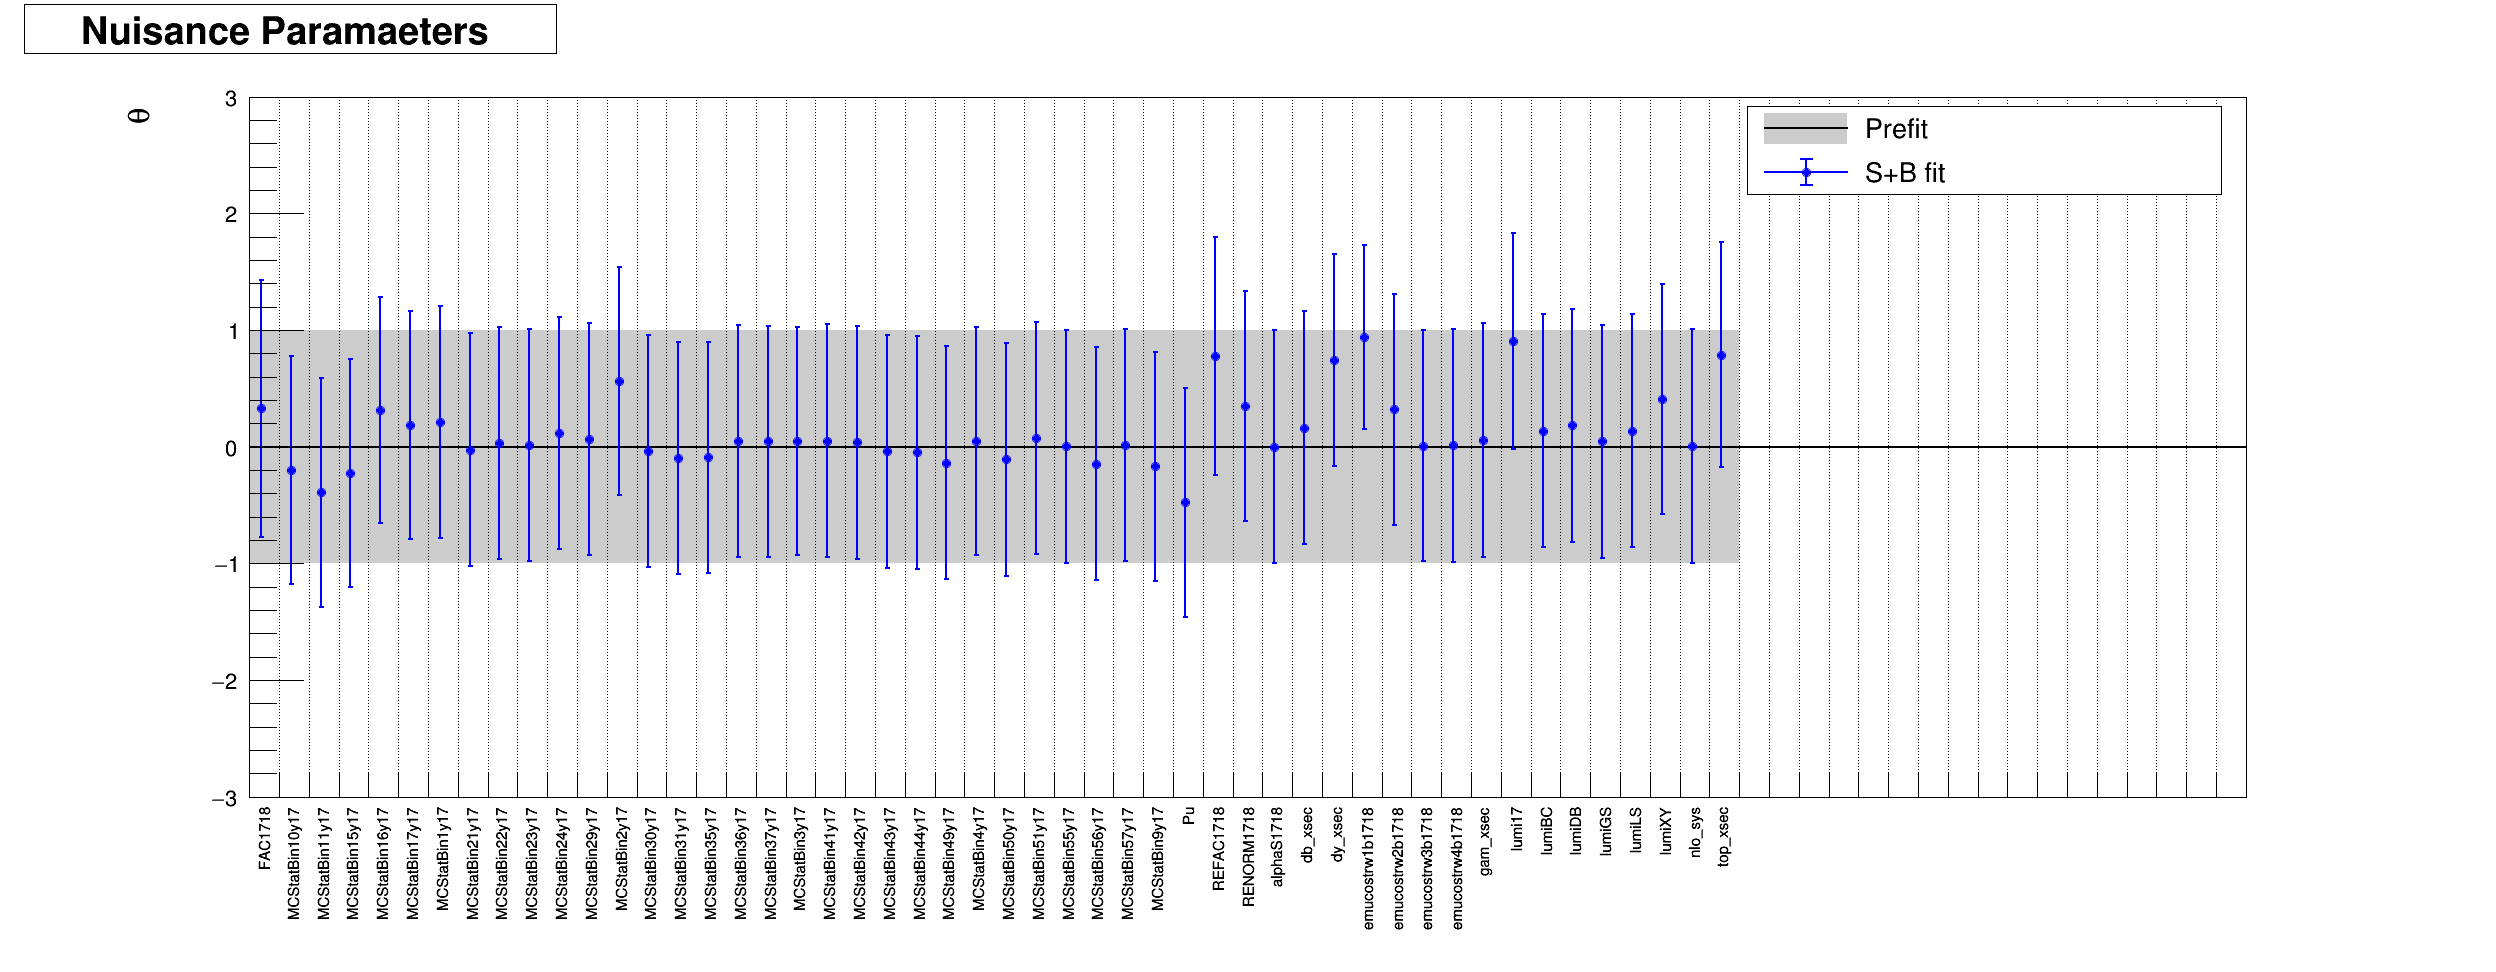 Nuisance Paramaeters
θ
3
2
1
0
−1
−2
−3
Prefit
S+B fit
FAC1718
MCStatBin10y17
MCStatBin11y17
MCStatBin15y17
MCStatBin16y17
MCStatBin17y17
MCStatBin1y17
MCStatBin21y17
MCStatBin22y17
MCStatBin23y17
MCStatBin24y17
MCStatBin29y17
MCStatBin2y17
MCStatBin30y17
MCStatBin31y17
MCStatBin35y17
MCStatBin36y17
MCStatBin37y17
MCStatBin3y17
MCStatBin41y17
MCStatBin42y17
MCStatBin43y17
MCStatBin44y17
MCStatBin49y17
MCStatBin4y17
MCStatBin50y17
MCStatBin51y17
MCStatBin55y17
MCStatBin56y17
MCStatBin57y17
MCStatBin9y17
Pu
REFAC1718
RENORM1718
alphaS1718
db_xsec
dy_xsec
emucostrw1b1718
emucostrw2b1718
emucostrw3b1718
emucostrw4b1718
gam_xsec
lumi17
lumiBC
lumiDB
lumiGS
lumiLS
lumiXY
nlo_sys
top_xsec